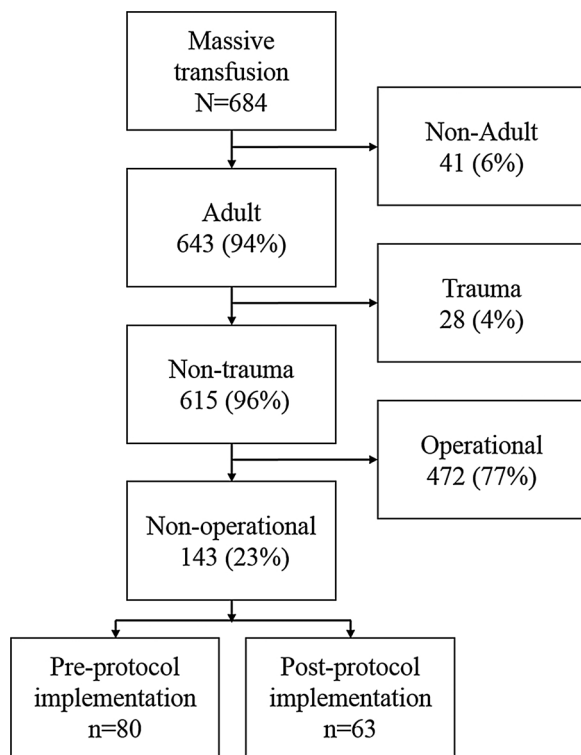 Massive
transfusion
N=684
Non-Adult
41 (6%)
Adult
643 (94%)
Trauma
28 (4%)
Non-trauma
615 (96%)
Operational
472 (77%)
Non-operational
143 (23%)
Pre-protocol
implementation
n=80
Post-protocol
implementation
n=63